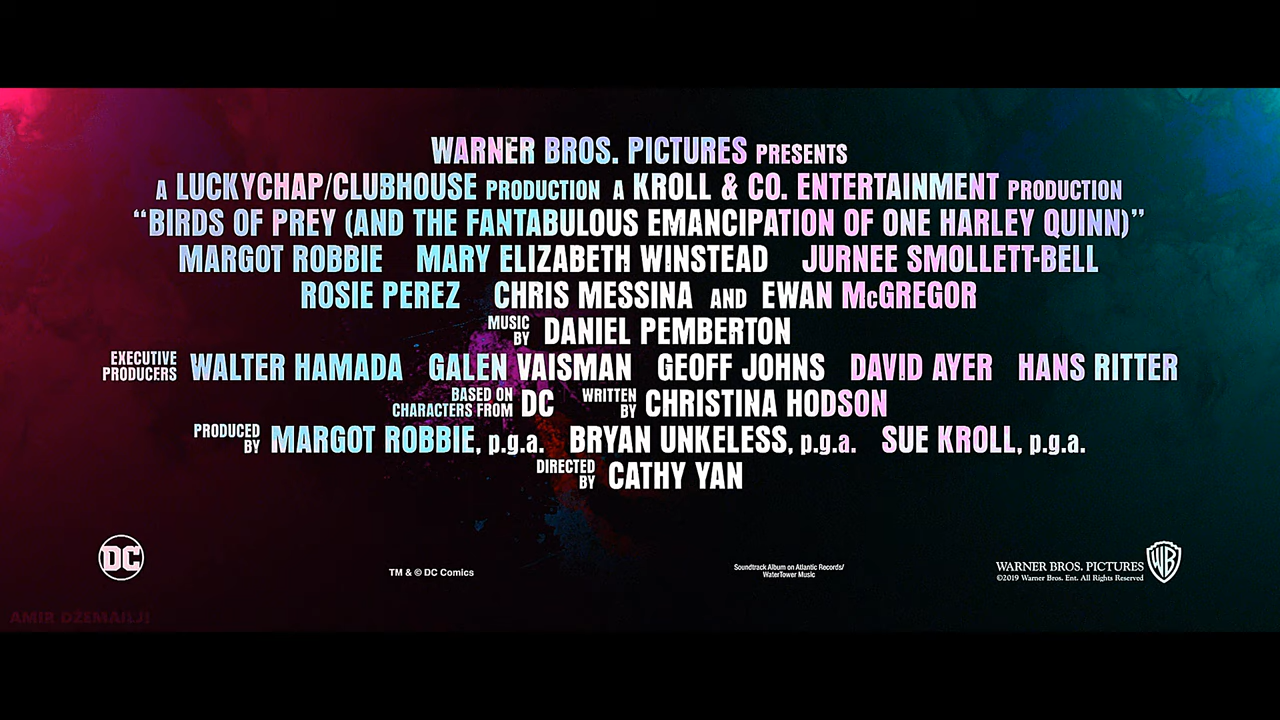 WARNER BROS. PICTURES PRESENTS
A LUCKYCHAP/CLUBHOUSE PRODUCTION A KROLL & CO. ENTERTAINMENT PRODUCTION
“BIRDS OF PREY (AND THE FANTABULOUS EMANCIPATION OF ONE HARLEY QUINN)”
MARGOT ROBBIE MARY ELIZABETH WINSTEAD JURNEE SMOLLETT-BELL
ROSIE PEREZ CHRIS MESSINA AND EWAN McGREGOR
MUSIC BY DANIEL PEMBERTON
EXECUTIVE PRODUCERS WALTER HAMADA GALEN VAISMAN GEOFF JOHNS DAVID AYER HANS RITTER
BASED ON CHARACTERS FROM DC WRITTEN BY CHRISTINA HODSON
PRODUCED BY MARGOT ROBBIE, p.g.a. BRYAN UNKELESS, p.g.a. SUE KROLL, p.g.a.
DIRECTED BY CATHY YAN
DC
TM & © DC Comics
Soundtrack Album on Atlantic Records/
WaterTower Music
WARNER BROS. PICTURES
©2019 Warner Bros. Ent. All Rights Reserved
WB
AMIR DZEMAILJI